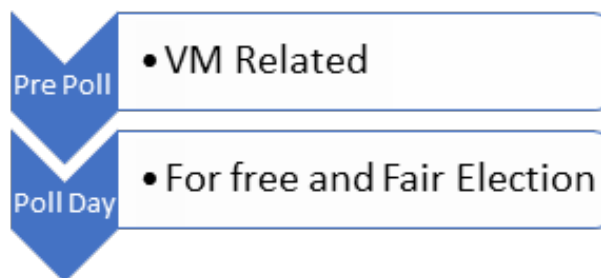 Pre Poll
• VM Related
Poll Day
• For free and Fair Election